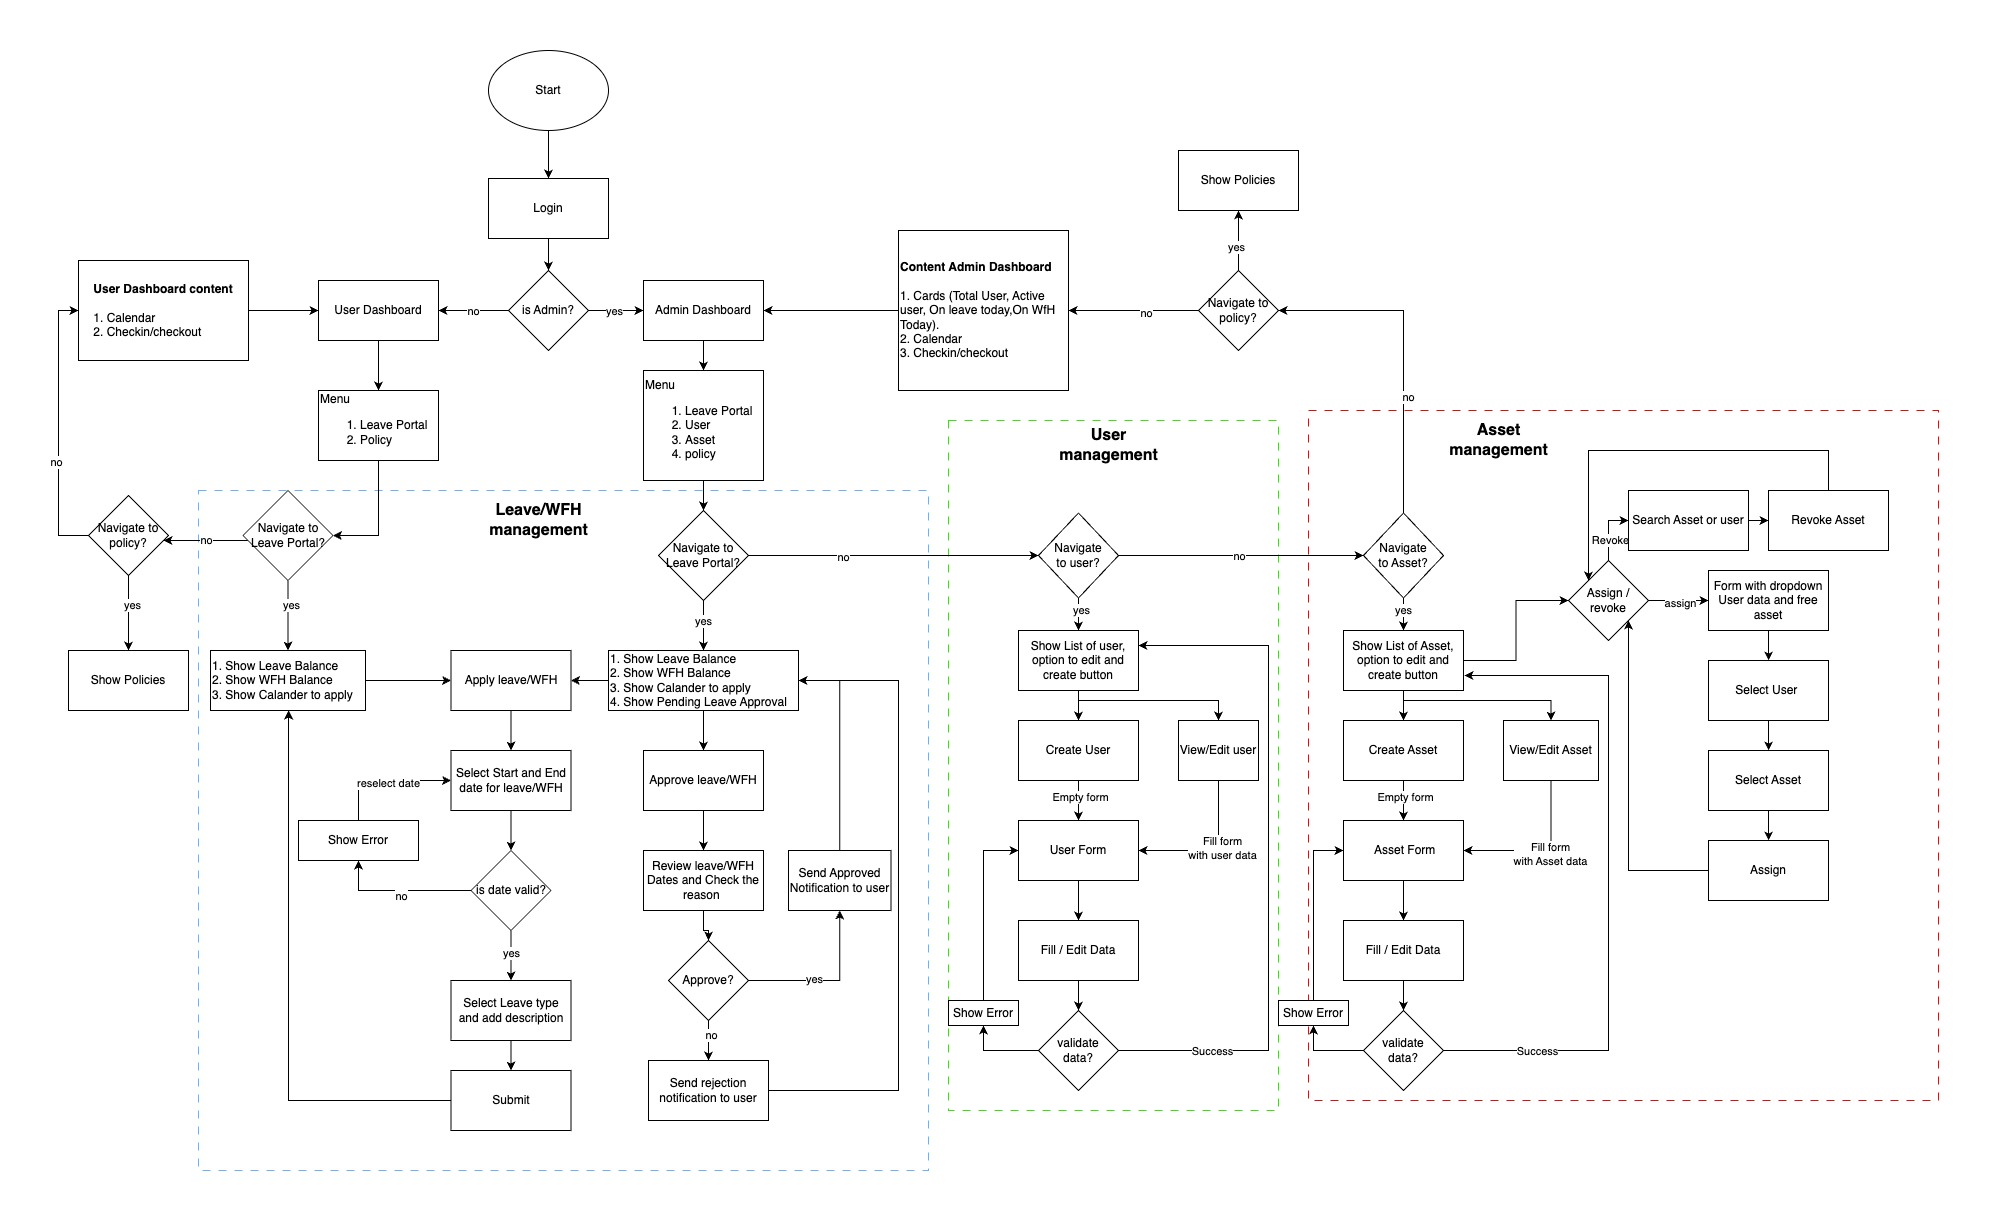 Start
Login
is Admin?
no
yes
User Dashboard content
1. Calendar
2. Checkin/checkout
User Dashboard
Admin Dashboard
Content Admin Dashboard
1. Cards (Total User, Active
user, On leave today,On WfH
Today).
2. Calendar
3. Checkin/checkout
no
Navigate to
policy?
yes
Show Policies
no
Menu
1. Leave Portal
2. Policy
Menu
1. Leave Portal
2. User
3. Asset
4. policy
no
Navigate to
policy?
yes
Show Policies
no
Navigate to
Leave Portal?
yes
Leave/WFH
management
Navigate to
Leave Portal?
no
yes
1. Show Leave Balance
2. Show WFH Balance
3. Show Calander to apply
Apply leave/WFH
1. Show Leave Balance
2. Show WFH Balance
3. Show Calander to apply
4. Show Pending Leave Approval
reselect date
Select Start and End
date for leave/WFH
Show Error
no
is date valid?
yes
Select Leave type
and add description
Submit
Approve leave/WFH
Review leave/WFH
Dates and Check the
reason
Send Approved
Notification to user
Approve?
yes
no
Send rejection
notification to user
User
management
Navigate
to user?
no
yes
Show List of user,
option to edit and
create button
Create User
View/Edit user
Empty form
User Form
Fill form
with user data
Fill / Edit Data
Show Error
validate
data?
Success
Asset
management
Navigate
to Asset?
yes
Show List of Asset,
option to edit and
create button
Create Asset
View/Edit Asset
Empty form
Asset Form
Fill form
with Asset data
Fill / Edit Data
Show Error
validate
data?
Success
Search Asset or user
Revoke Asset
Revoke
Assign /
revoke
assign
Form with dropdown
User data and free
asset
Select User
Select Asset
Assign